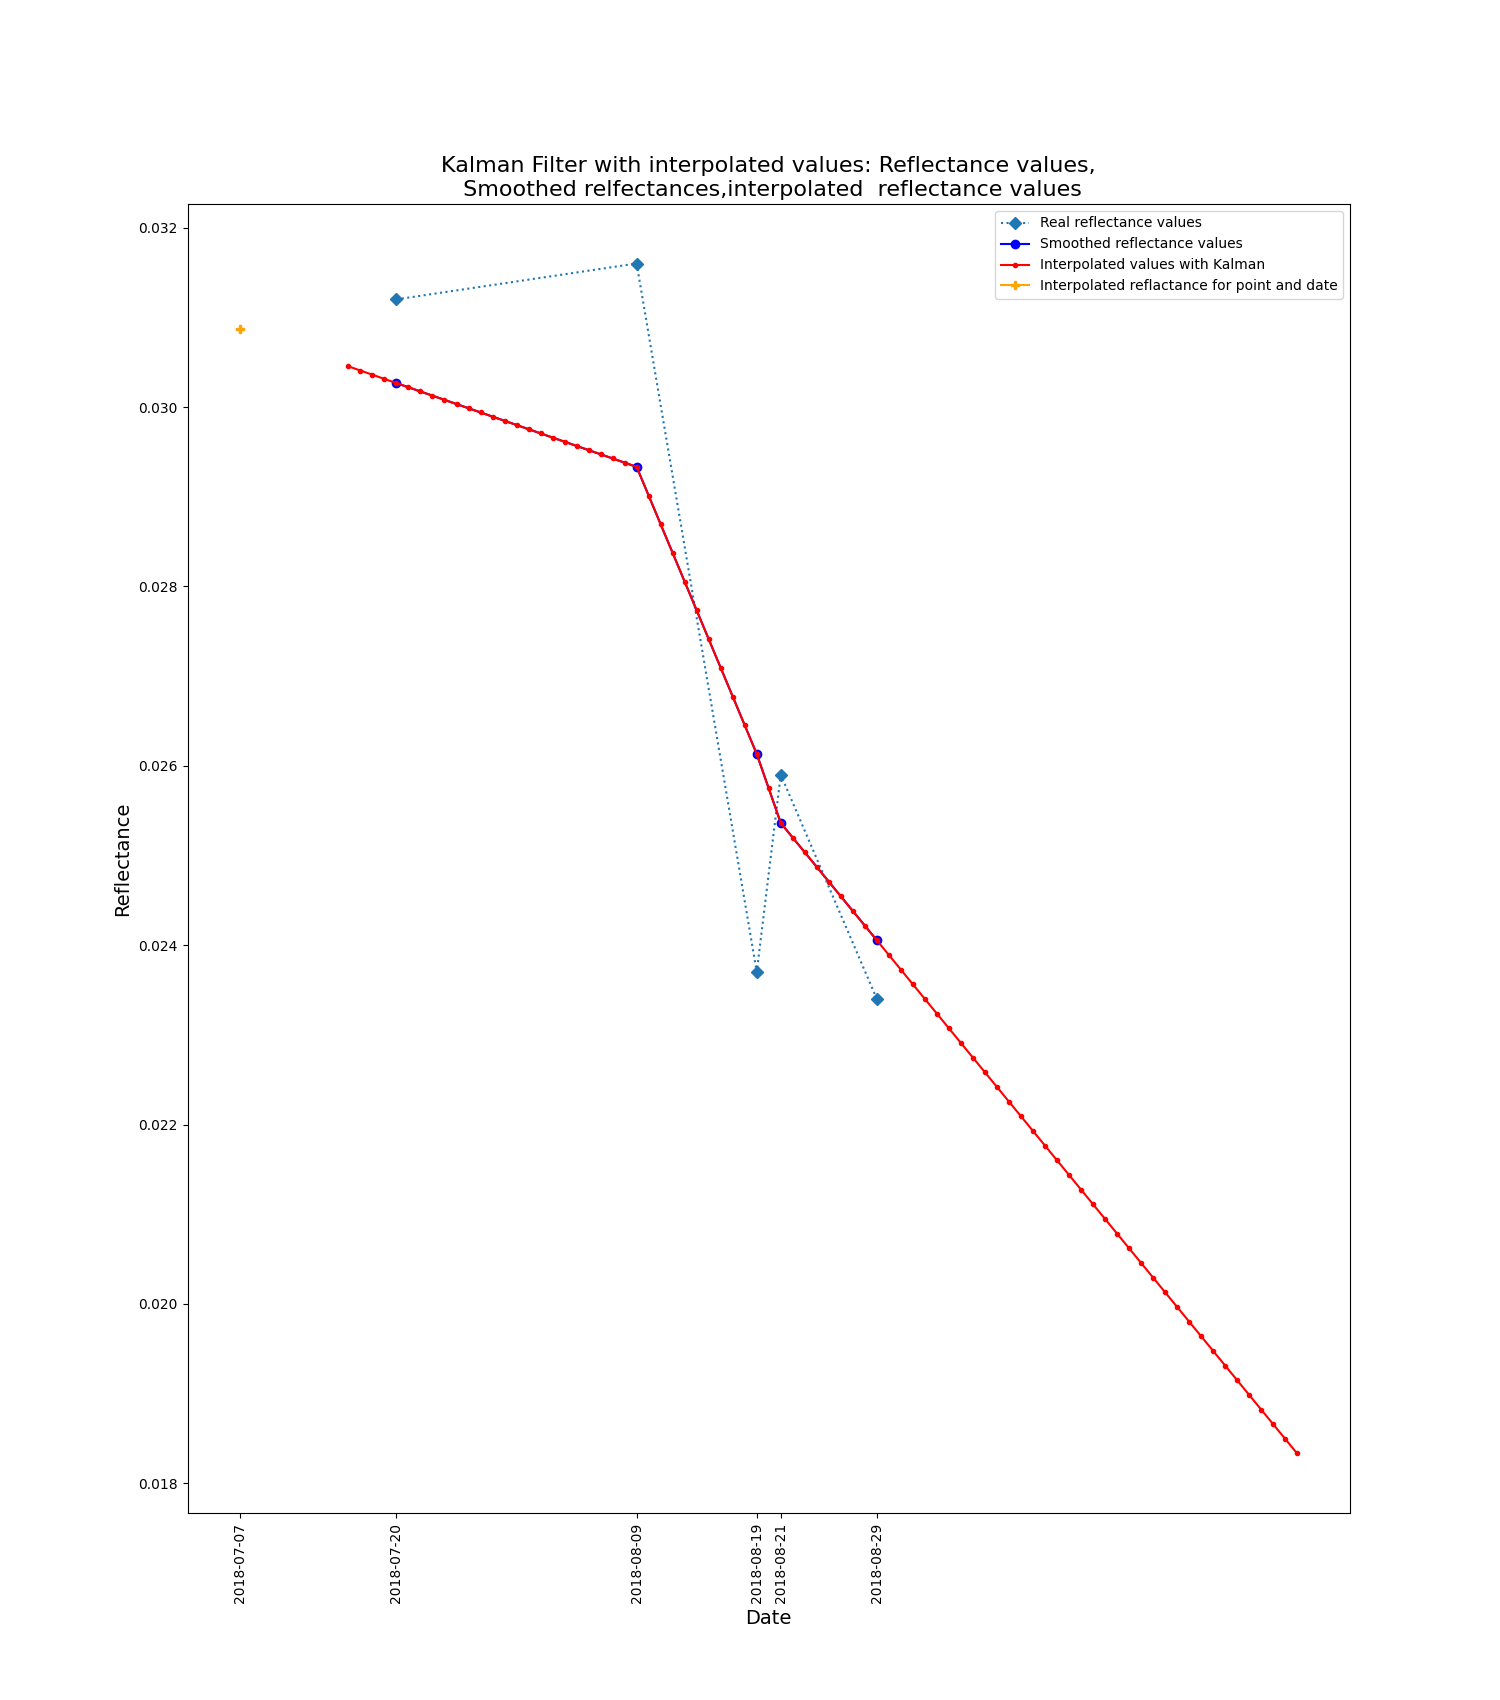 Kalman Filter with interpolated values: Reflectance values,
Smoothed relfectances,interpolated  reflectance values
Real reflectance values
Smoothed reflectance values
Interpolated values with Kalman
Interpolated reflactance for point and date
0.032
0.030
0.028
0.026
0.024
0.022
0.020
0.018
Reflectance
2018-07-07
2018-07-20
2018-08-09
2018-08-19
2018-08-21
2018-08-29
Date